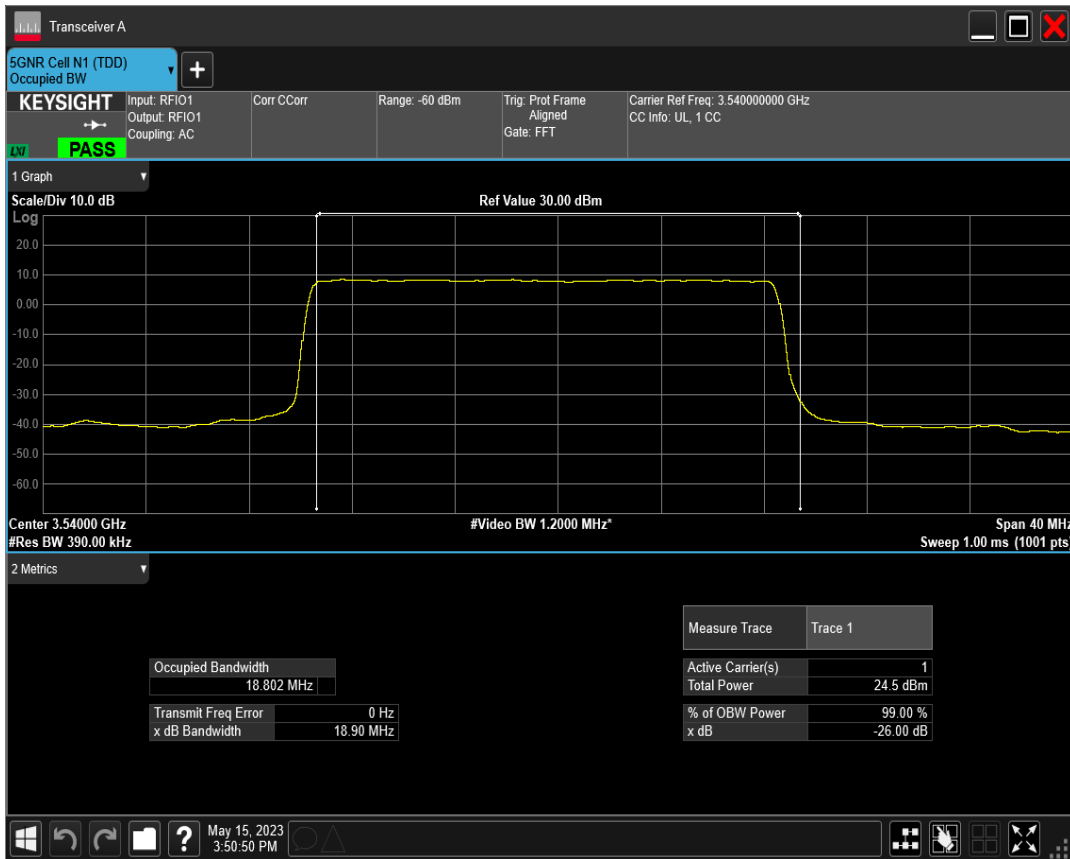 Transceiver A
5GNR Cell N1 (TDD)
Occupied BW
+
KEYSIGHT
LXI
PASS
Input: RFIO1
Output: RFIO1
Coupling: AC
Corr CCorr
Range: -60 dBm
Trig: Prot Frame
Aligned
Gate: FFT
Carrier Ref Freq: 3.540000000 GHz
CC Info: UL, 1 CC
1 Graph
Scale/Div 10.0 dB
Ref Value 30.00 dBm
Log
20.0
10.0
0.00
-10.0
-20.0
-30.0
-40.0
-50.0
-60.0
Center 3.54000 GHz
#Video BW 1.2000 MHz*
Span 40 MHz
#Res BW 390.00 kHz
Sweep 1.00 ms (1001 pts)
2 Metrics
Measure Trace Trace 1
Occupied Bandwidth
18.802 MHz
Active Carrier(s) 1
Total Power 24.5 dBm
Transmit Freq Error 0 Hz
x dB Bandwidth 18.90 MHz
% of OBW Power 99.00 %
x dB -26.00 dB
?
May 15, 2023
3:50:50 PM